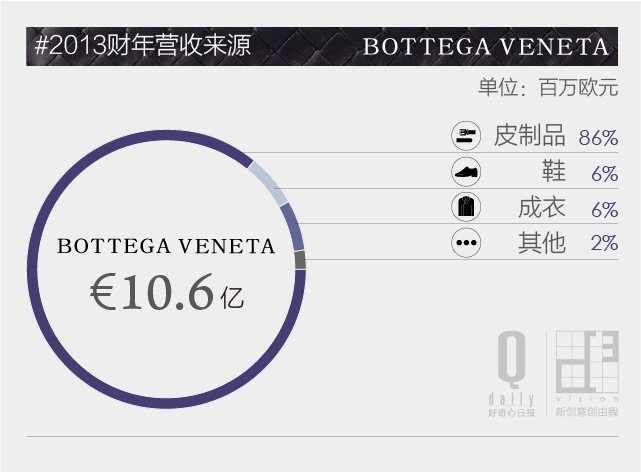 #2013财年营收来源 BOTTEGA VENETA
单位：百万欧元
皮制品 86%
鞋 6%
成衣 6%
其他 2%
BOTTEGA VENETA
€10.6亿
Q
daily
好奇心日报
d3
vision
新创意创由我